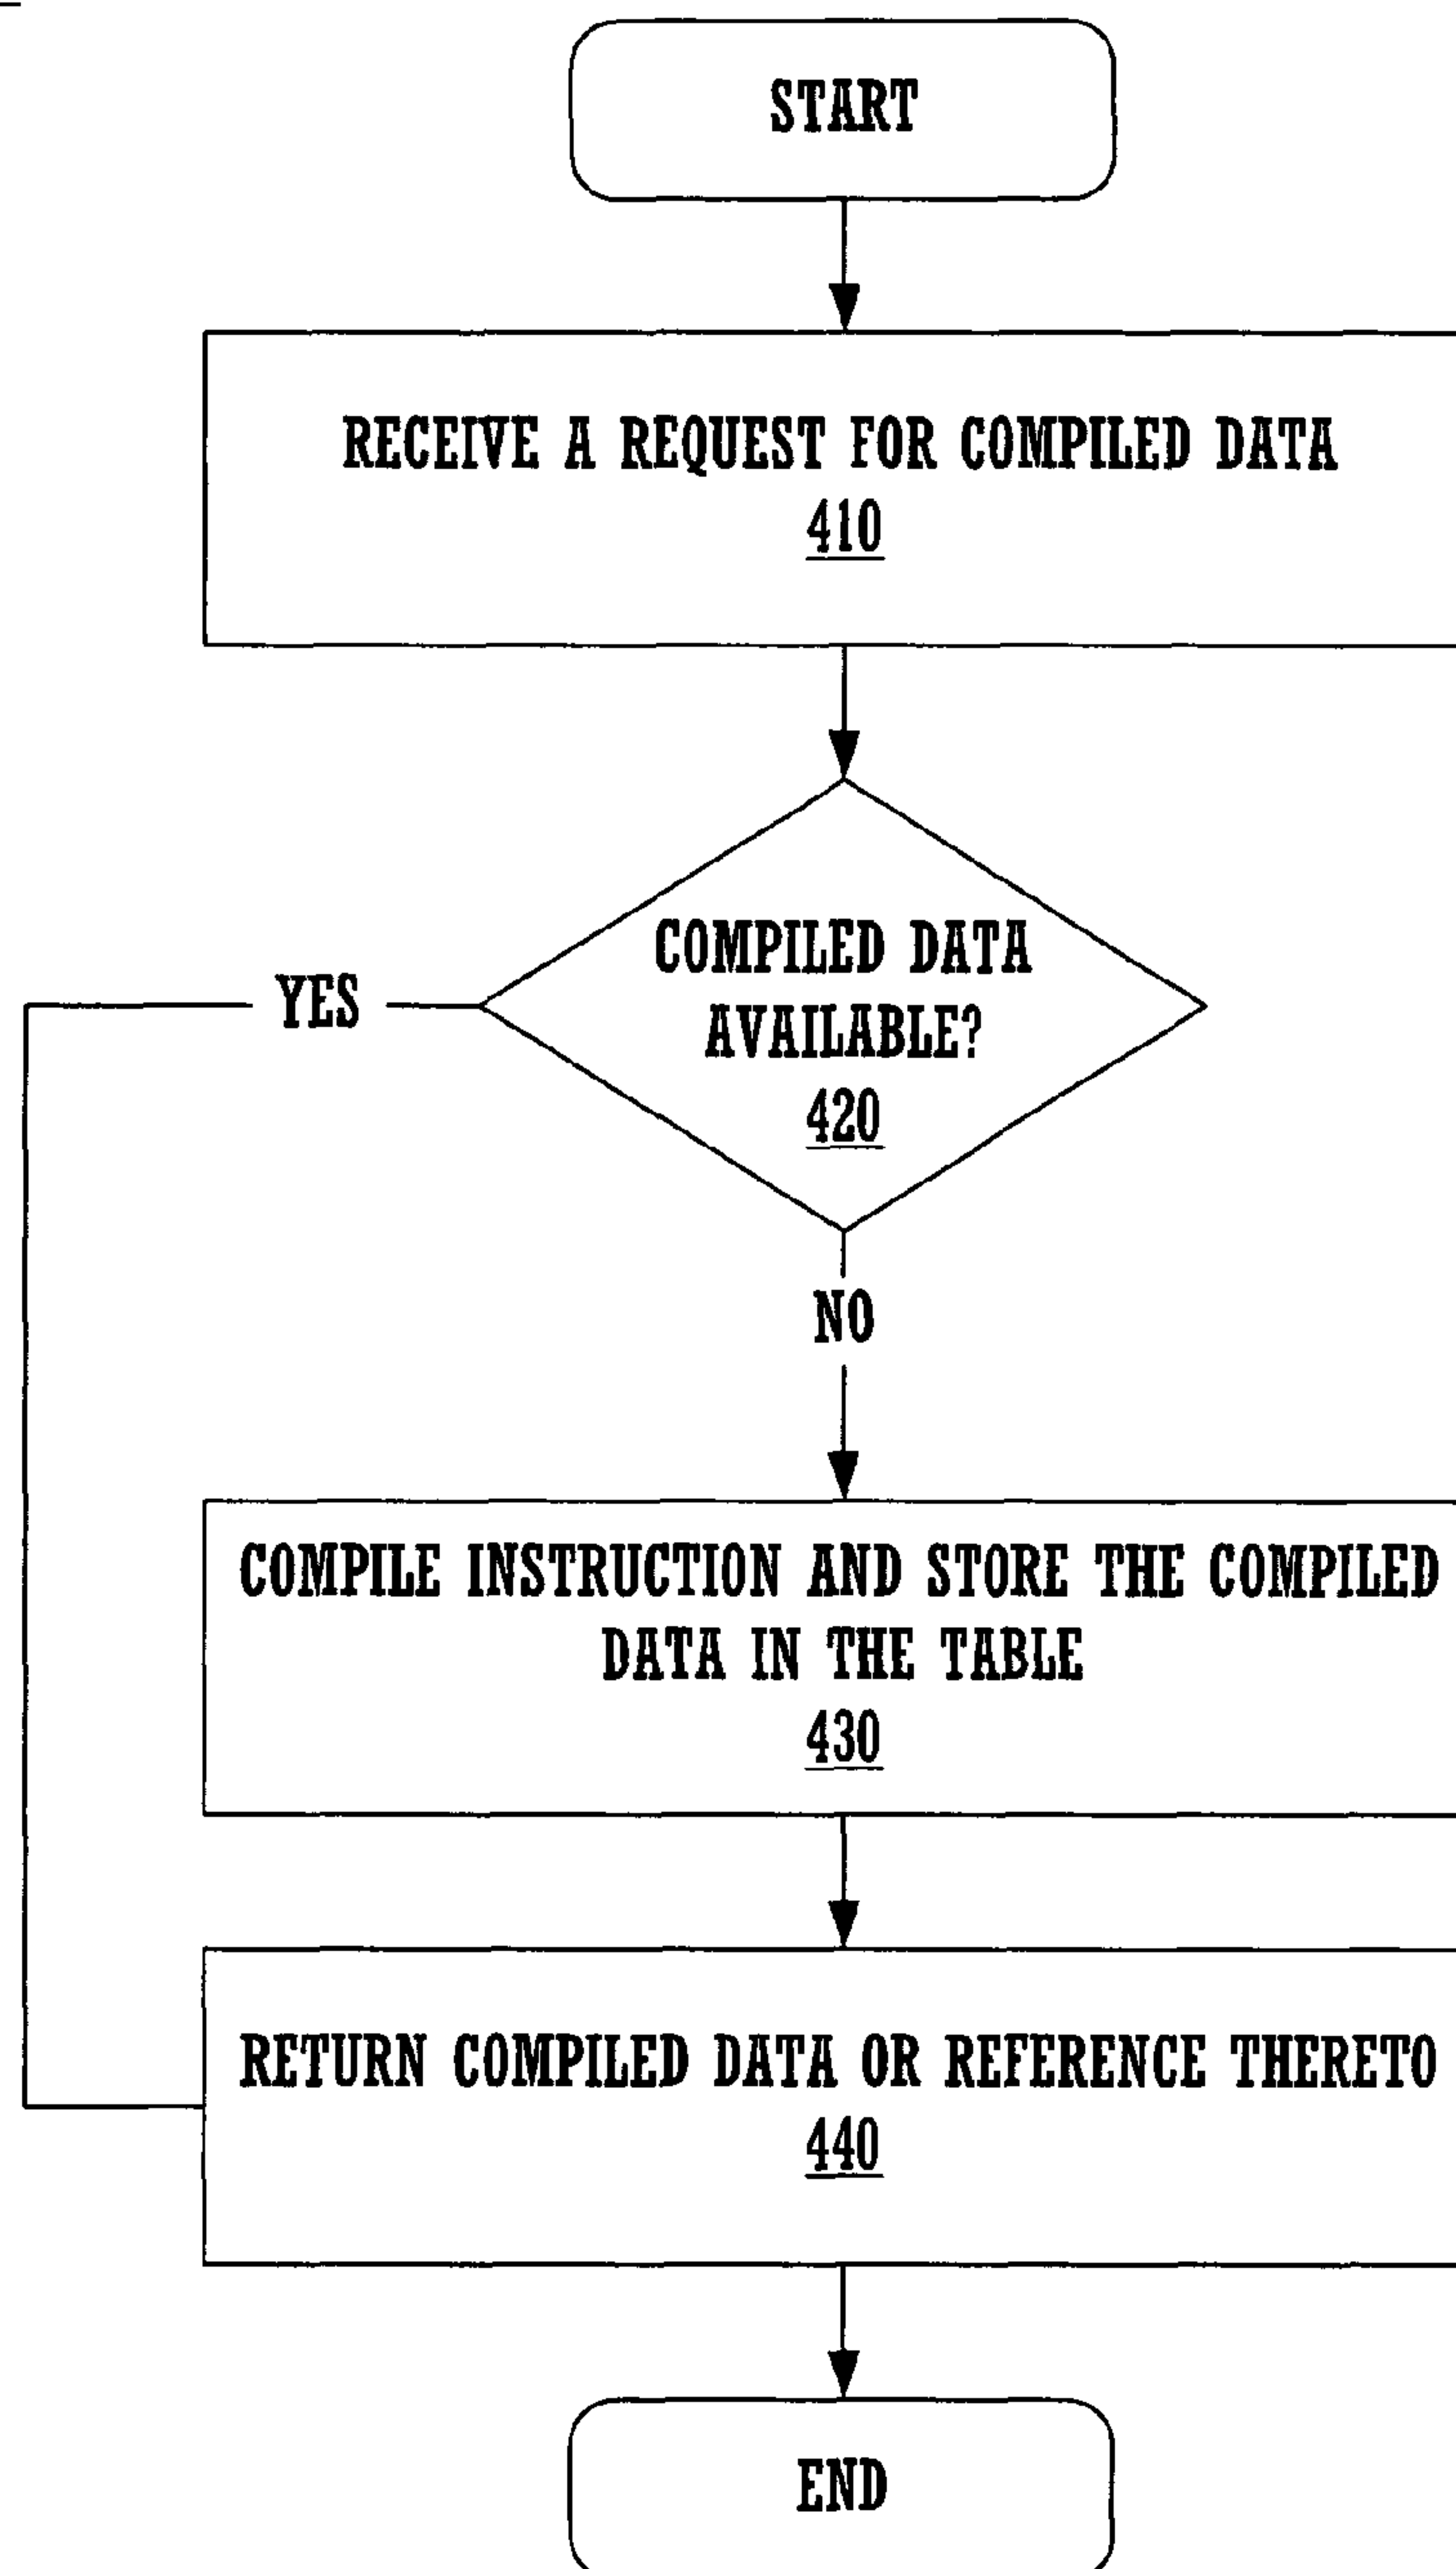 START
RECEIVE A REQUEST FOR COMPILED DATA
410
COMPILED DATA
AVAILABLE?
420
YES
NO
COMPILE INSTRUCTION AND STORE THE COMPILED
DATA IN THE TABLE
430
RETURN COMPILED DATA OR REFERENCE THERETO
440
END